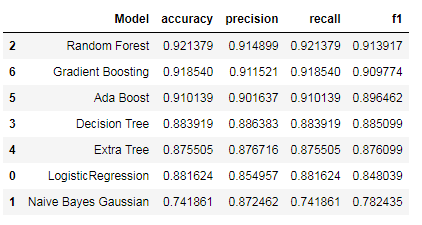 Model accuracy precision recall f1
2 Random Forest 0.921379 0.914899 0.921379 0.913917
6 Gradient Boosting 0.918540 0.911521 0.918540 0.909774
5 Ada Boost 0.910139 0.901637 0.910139 0.896462
3 Decision Tree 0.883919 0.886383 0.883919 0.885099
4 Extra Tree 0.875505 0.876716 0.875505 0.876099
0 LogisticRegression 0.881624 0.854957 0.881624 0.848039
1 Naive Bayes Gaussian 0.741861 0.872462 0.741861 0.782435